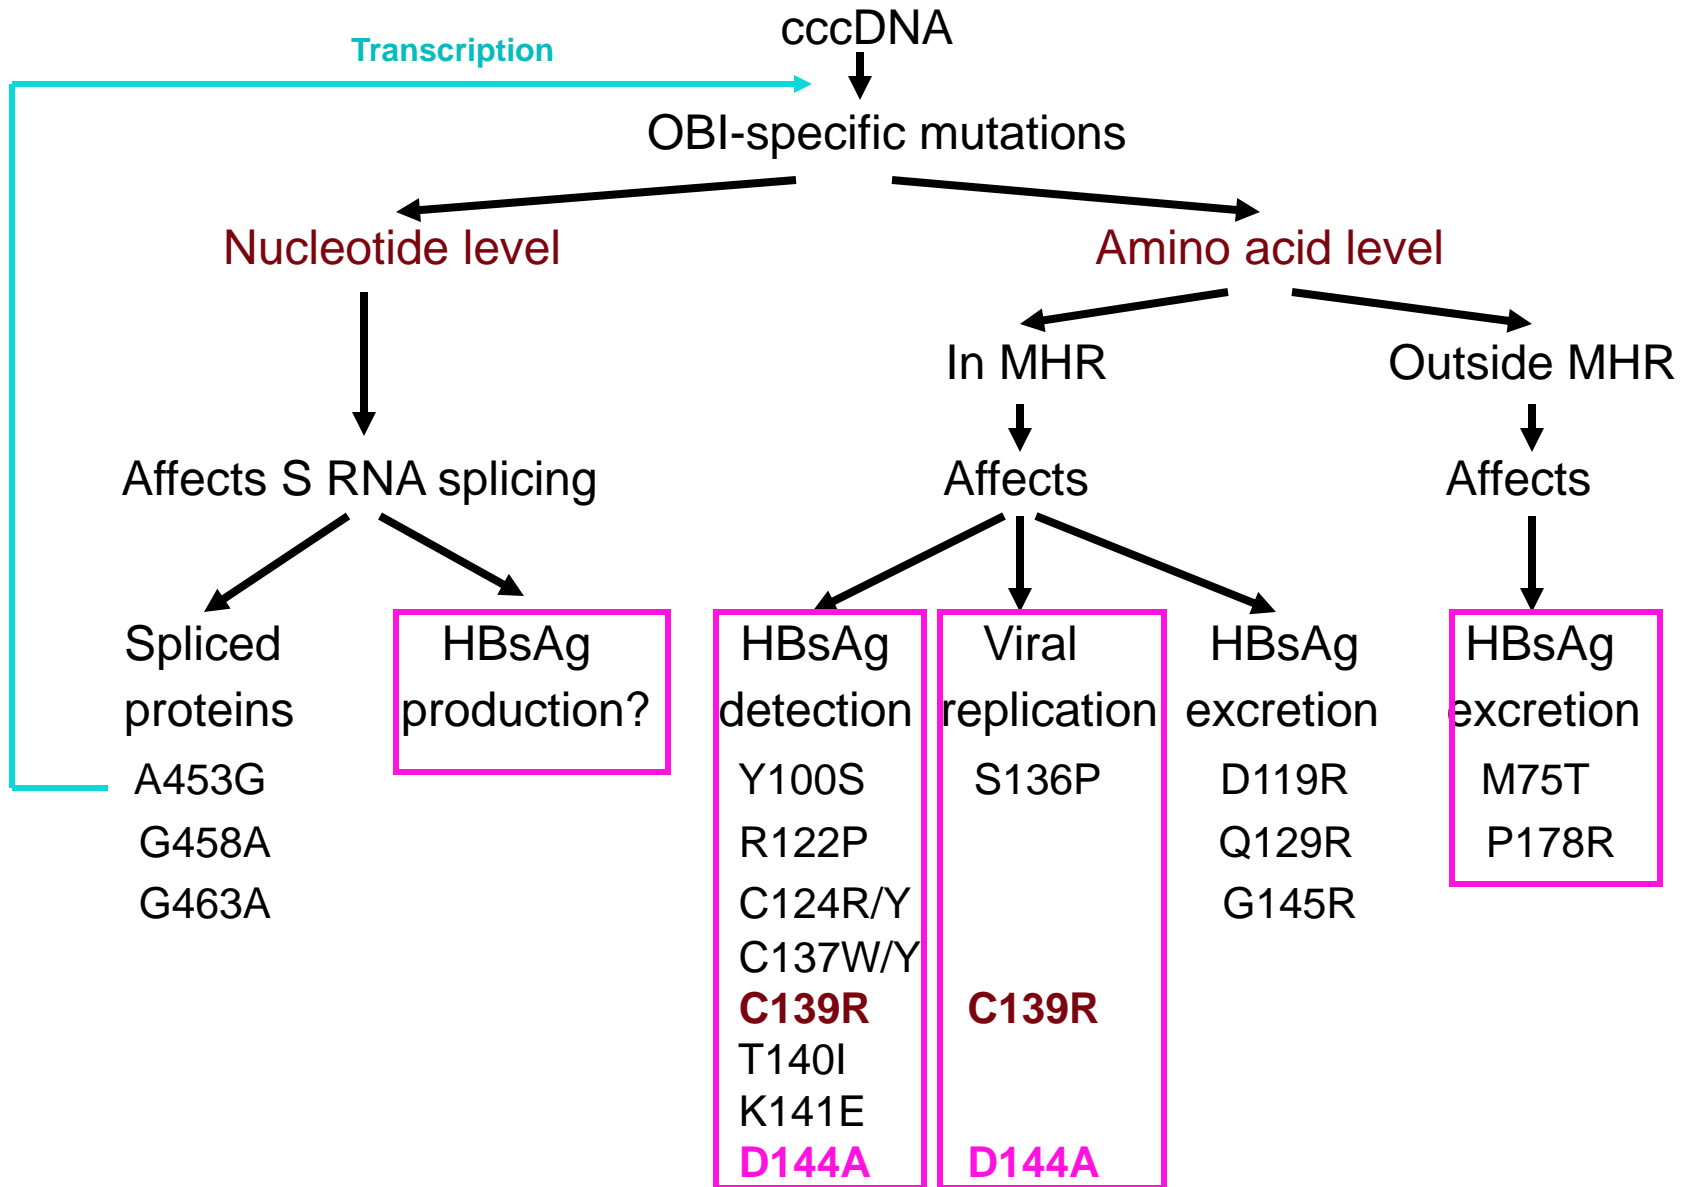 cccDNA
Transcription
OBI-specific mutations
Nucleotide level
Amino acid level
In MHR
Outside MHR
Affects S RNA splicing
Affects
Affects
Spliced
proteins
A453G
G458A
G463A
HBsAg
production?
HBsAg
detection
Y100S
R122P
C124R/Y
C137W/Y
C139R
T140I
K141E
D144A
Viral
replication
S136P
C139R
D144A
HBsAg
excretion
D119R
Q129R
G145R
HBsAg
excretion
M75T
P178R